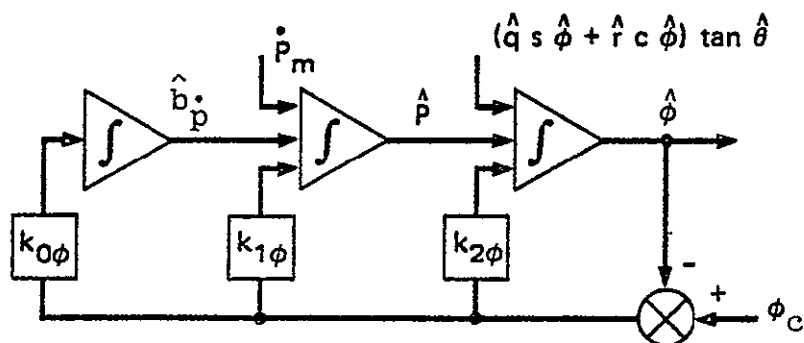 ṗₘ
(q̂ s φ̂ + r̂ c φ̂) tan θ̂
b̂ṗ
p̂
φ̂
∫
∫
∫
k₀φ
k₁φ
k₂φ
-
+
φc